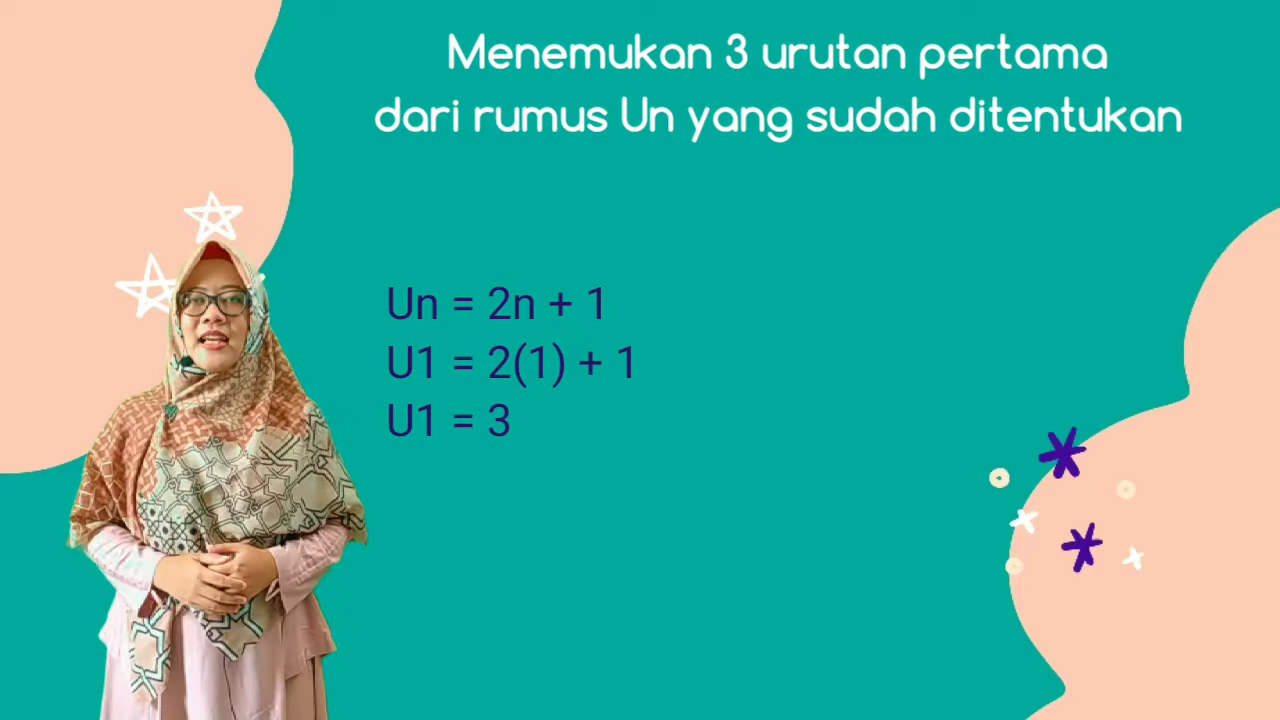 Menemukan 3 urutan pertama
dari rumus Un yang sudah ditentukan
Un = 2n + 1
U1 = 2(1) + 1
U1 = 3